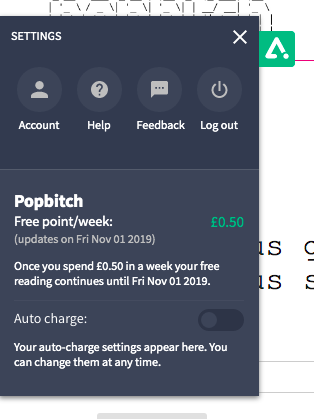 SETTINGS
Account
Help
Feedback
Log out
Popbitch
Free point/week:
£0.50
(updates on Fri Nov 01 2019)
Once you spend £0.50 in a week your free
reading continues until Fri Nov 01 2019.
Auto charge:
Your auto-charge settings appear here. You
can change them at any time.